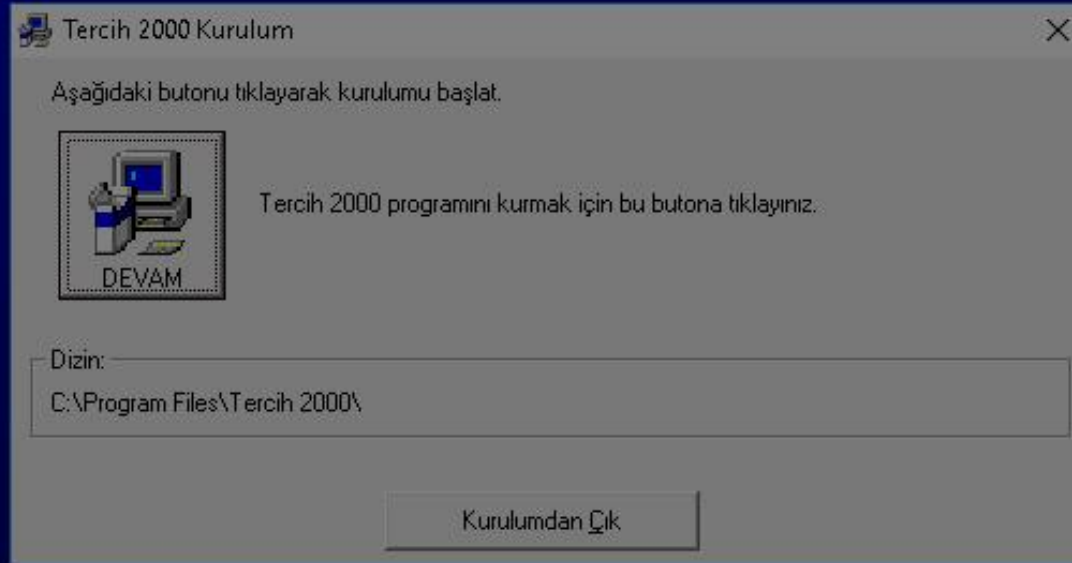 Tercih 2000 Kurulum
Aşağıdaki butonu tıklayarak kurulumu başlat.
Tercih 2000 programını kurmak için bu butona tıklayınız.
DEVAM
Dizin:
C:\Program Files\Tercih 2000\
Kurulumdan Çık